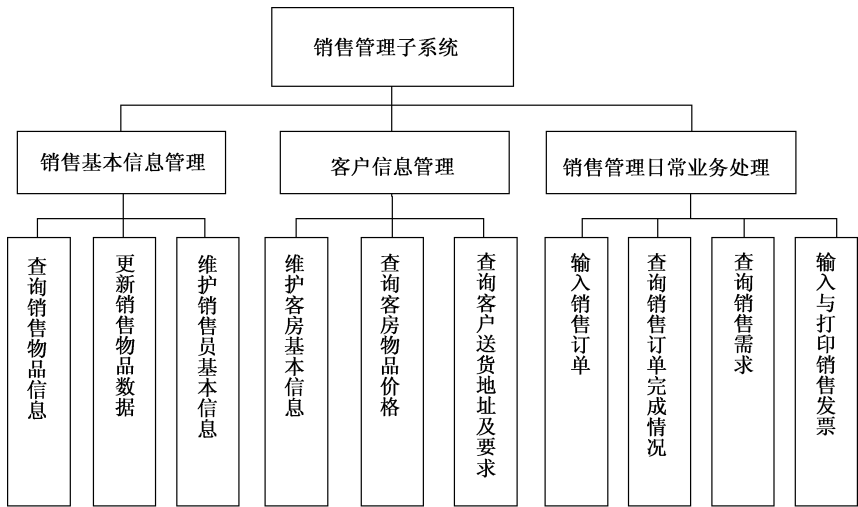 销售管理子系统
销售基本信息管理
客户信息管理
销售管理日常业务处理
查询销售物品信息
更新销售物品数据
维护销售员基本信息
维护客房基本信息
查询客房物品价格
查询客户送货地址及要求
输入销售订单
查询销售订单完成情况
查询销售需求
输入与打印销售发票